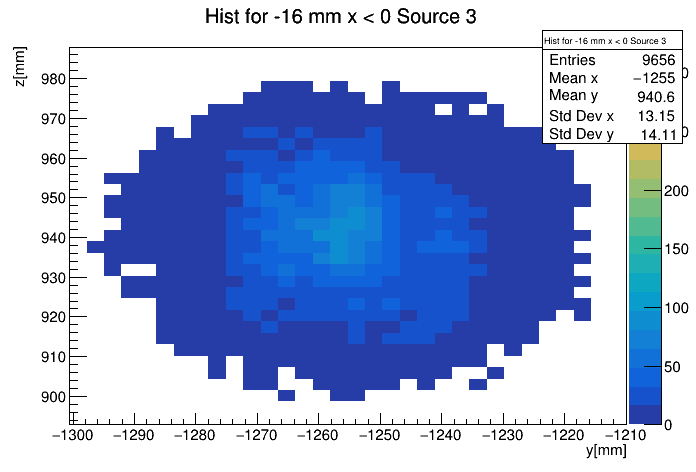 Hist for -16 mm x < 0 Source 3
z[mm]
Hist for -16 mm x < 0 Source 3
Entries 9656
Mean x −1255
Mean y 940.6
Std Dev x 13.15
Std Dev y 14.11
980
970
960
950
940
930
920
910
900
−1300 −1290 −1280 −1270 −1260 −1250 −1240 −1230 −1220 −1210
y[mm]
200
150
100
50
0